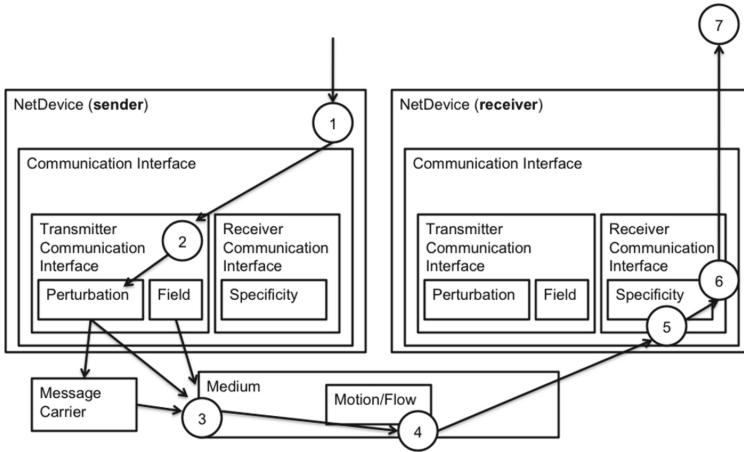 7
NetDevice (sender)
1
Communication Interface
Transmitter
Communication
Interface
2
Perturbation
Field
Receiver
Communication
Interface
Specificity
NetDevice (receiver)
Communication Interface
Transmitter
Communication
Interface
Perturbation
Field
Receiver
Communication
Interface
Specificity
6
5
Message
Carrier
Medium
3
Motion/Flow
4